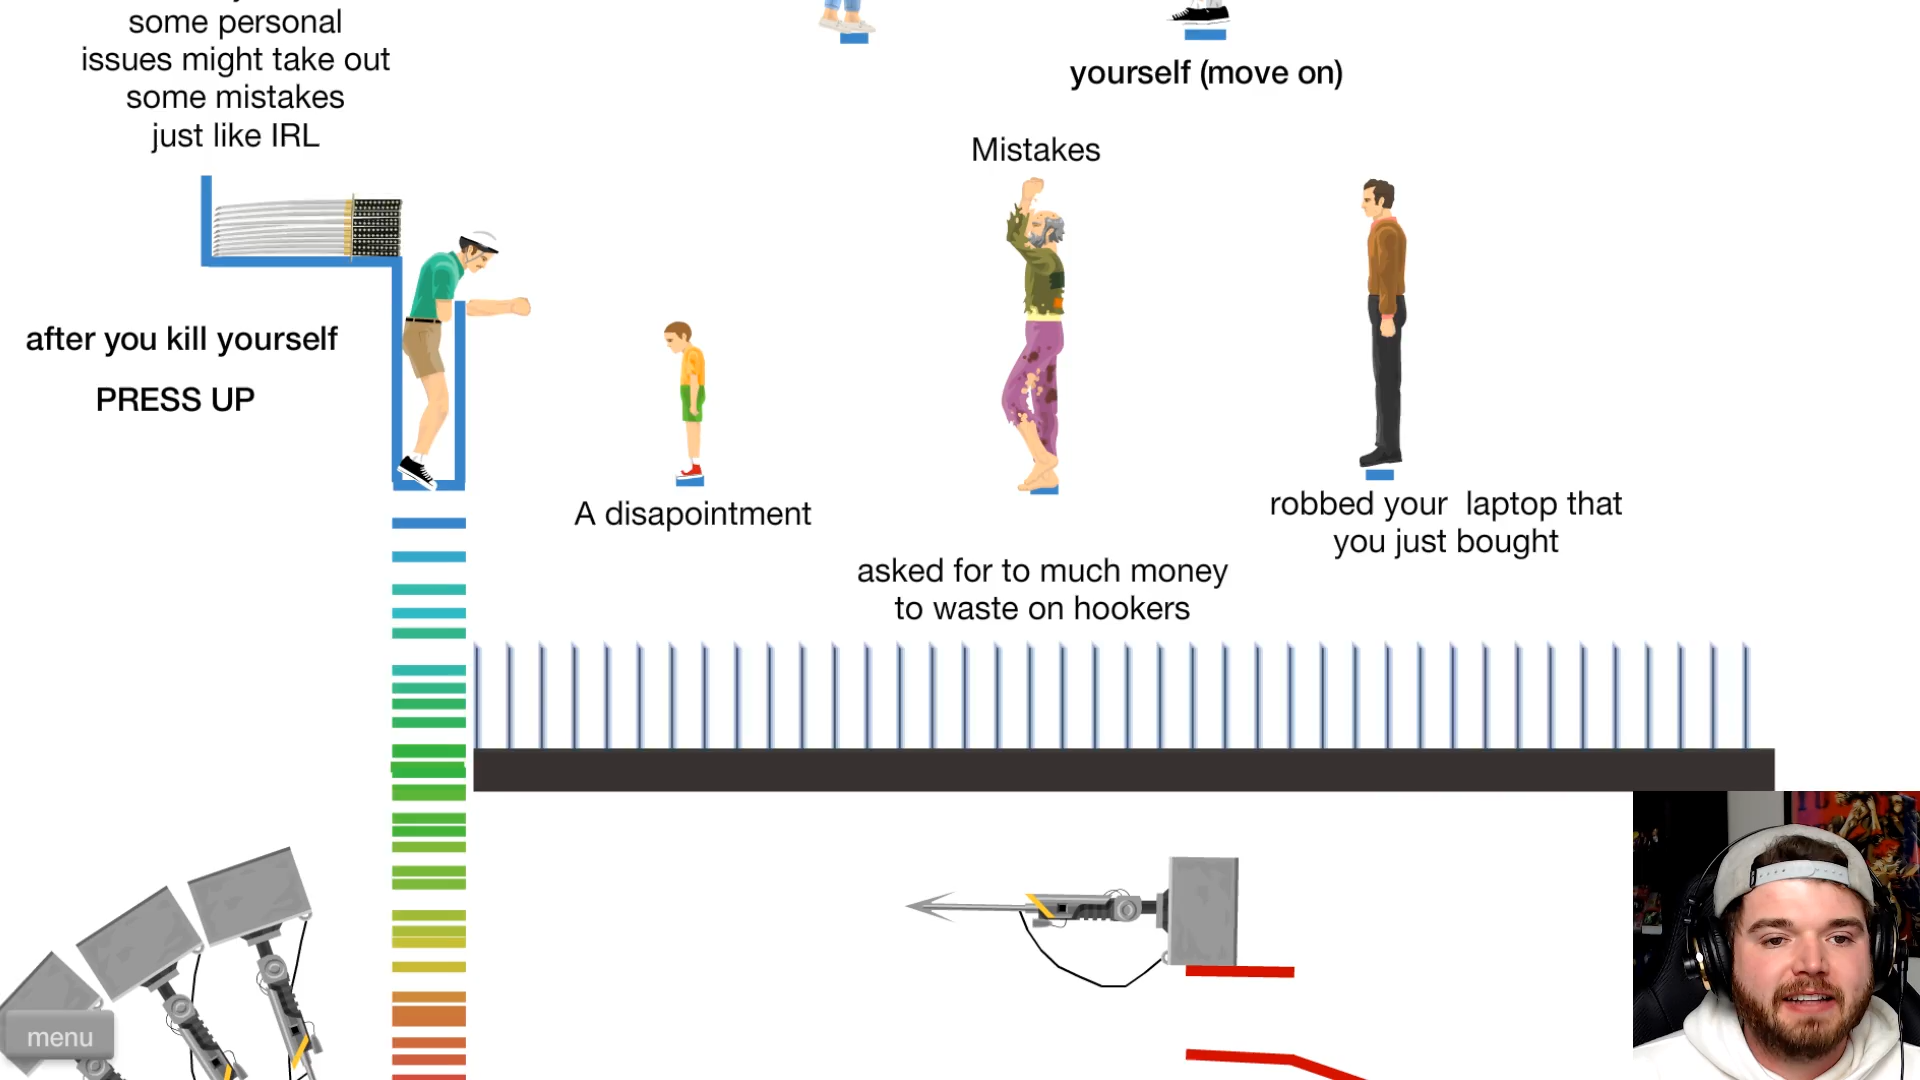 some personal
issues might take out
some mistakes
just like IRL
yourself (move on)
Mistakes
after you kill yourself
PRESS UP
A disapointment
robbed your  laptop that
you just bought
asked for to much money
to waste on hookers
menu